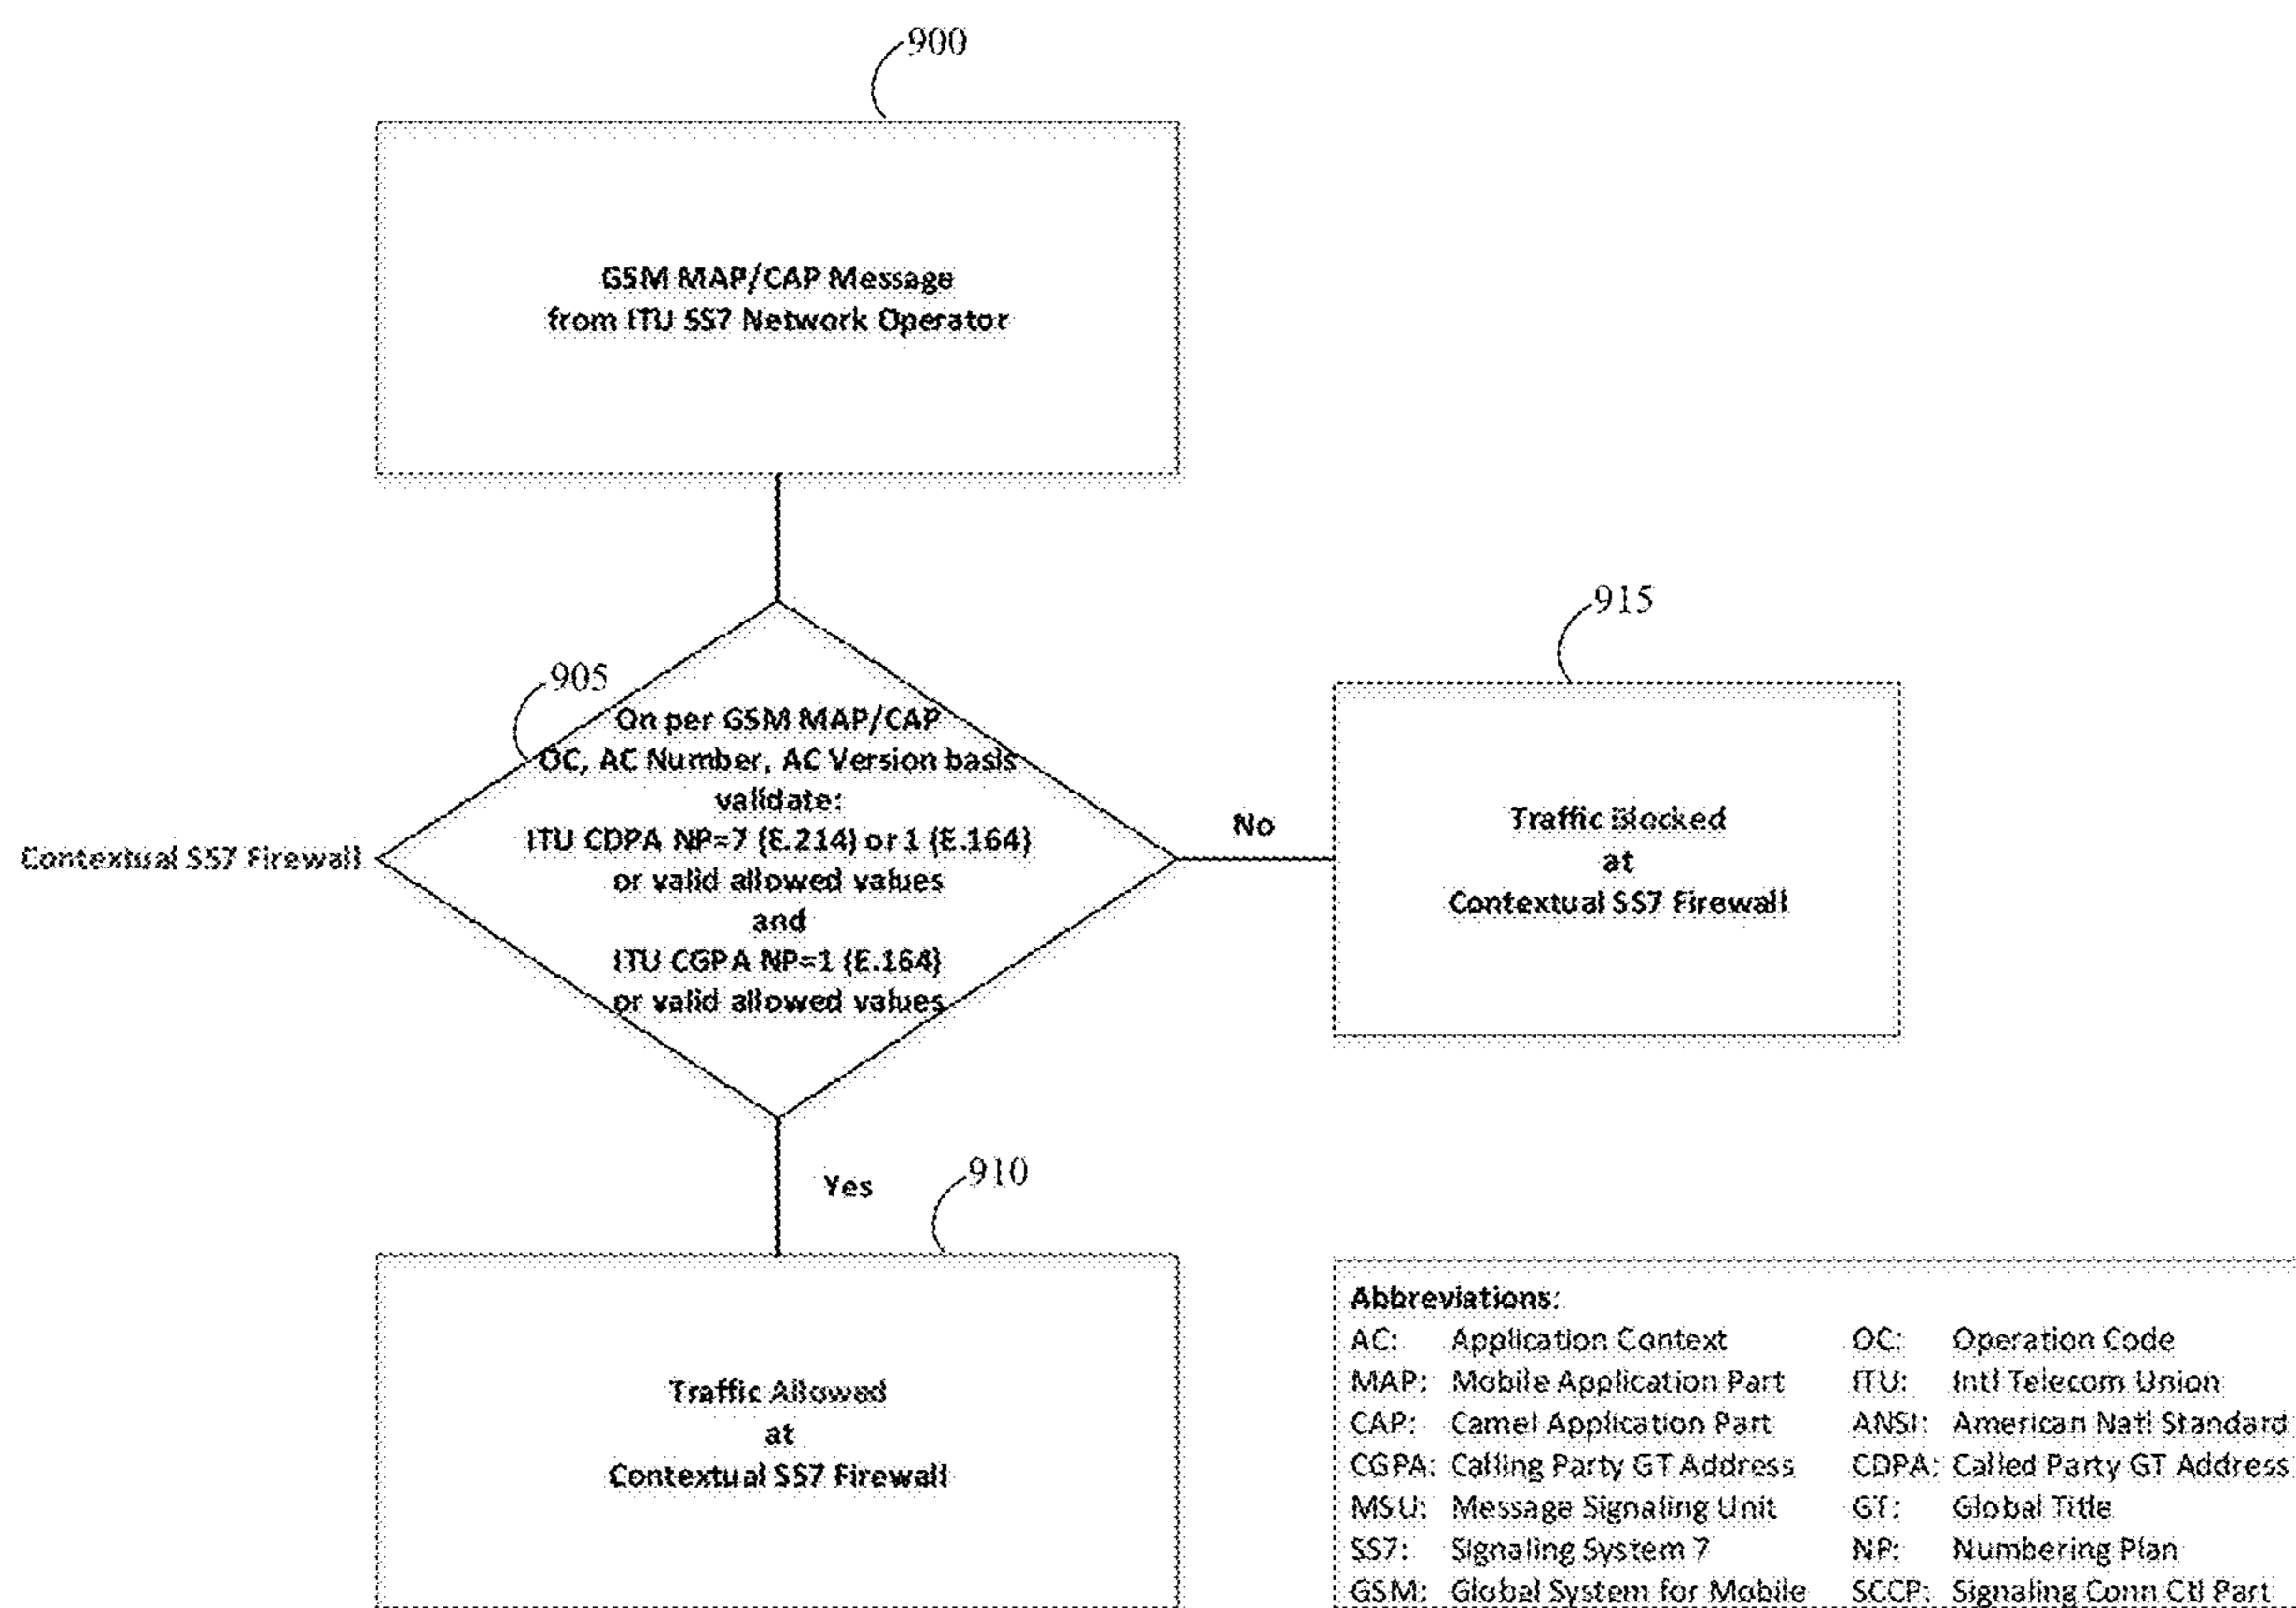 900
GSM MAP/CAP Message
from ITU SS7 Network Operator
905
On per GSM MAP/CAP
OC, AC Number, AC Version basis
validate:
ITU CDPA NP=7 (E.214) or 1 (E.164)
or valid allowed values
and
ITU CGPA NP=1 (E.164)
or valid allowed values
Contextual SS7 Firewall
No
915
Traffic Blocked
at
Contextual SS7 Firewall
Yes
910
Traffic Allowed
at
Contextual SS7 Firewall
Abbreviations:
AC: Application Context OC: Operation Code
MAP: Mobile Application Part ITU: Intl Telecom Union
CAP: Camel Application Part ANSI: American Natl Standard
CGPA: Calling Party GT Address CDPA: Called Party GT Address
MSU: Message Signaling Unit GT: Global Title
SS7: Signaling System 7 NP: Numbering Plan
GSM: Global System for Mobile SCCP: Signaling Conn Ctl Part